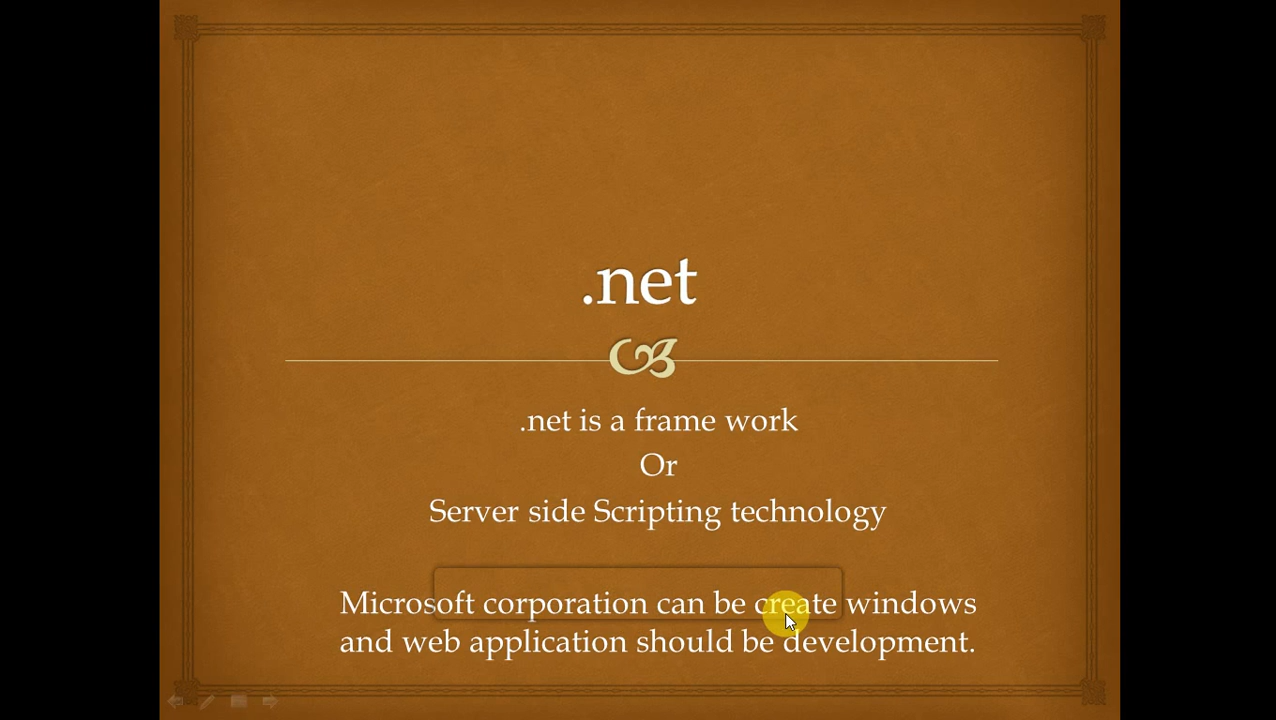 .net
.net is a frame work
Or
Server side Scripting technology
Microsoft corporation can be create windows
and web application should be development.